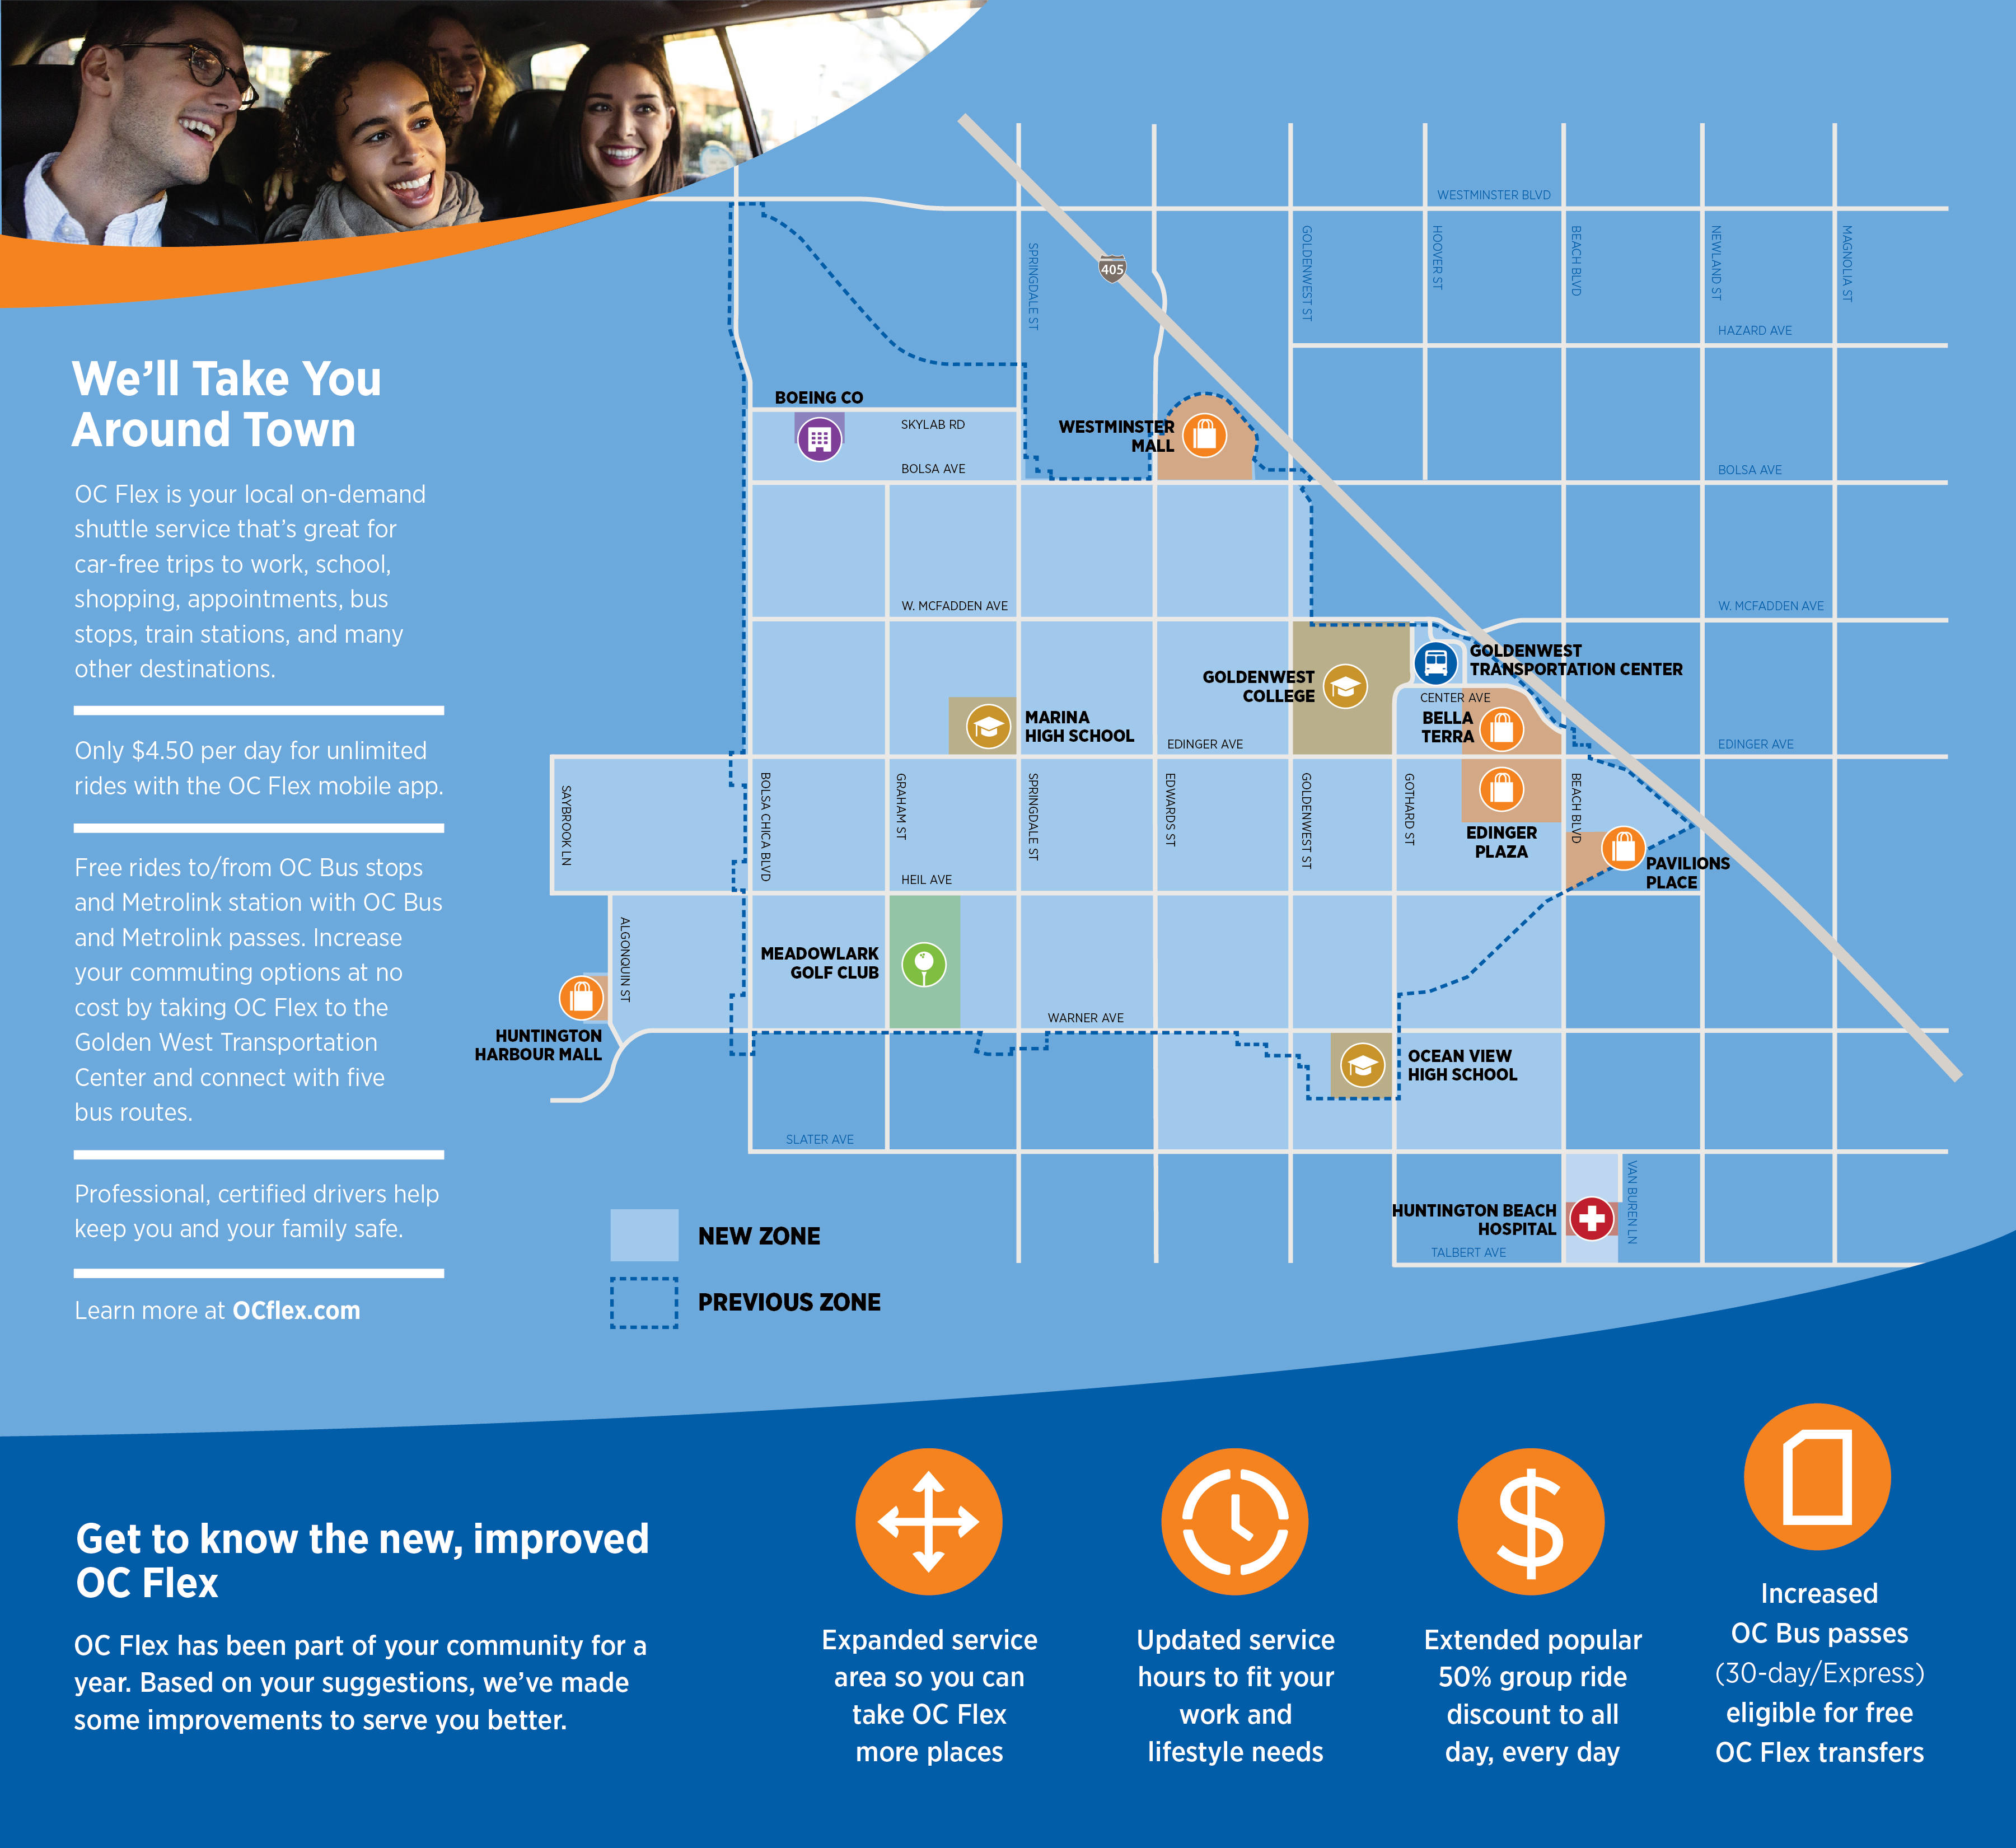 We'll Take You
Around Town
OC Flex is your local on-demand
shuttle service that's great for
car-free trips to work, school,
shopping, appointments, bus
stops, train stations, and many
other destinations.
Only $4.50 per day for unlimited
rides with the OC Flex mobile app.
Free rides to/from OC Bus stops
and Metrolink station with OC Bus
and Metrolink passes. Increase
your commuting options at no
cost by taking OC Flex to the
Golden West Transportation
Center and connect with five
bus routes.
Professional, certified drivers help
keep you and your family safe.
Learn more at OCflex.com
WESTMINSTER BLVD
SPRINGDALE ST
405
GOLDENWEST ST
HOOVER ST
BEACH BLVD
NEWLAND ST
MAGNOLIA ST
HAZARD AVE
BOEING CO
SKYLAB RD
WESTMINSTER
MALL
BOLSA AVE
BOLSA AVE
W. MCFADDEN AVE
W. MCFADDEN AVE
GOLDENWEST
TRANSPORTATION CENTER
GOLDENWEST
COLLEGE
CENTER AVE
MARINA
HIGH SCHOOL
BELLA
TERRA
EDINGER AVE
EDINGER AVE
SAYBROOK LN
BOLSA CHICA BLVD
GRAHAM ST
SPRINGDALE ST
EDWARDS ST
GOLDENWEST ST
GOTHARD ST
BEACH BLVD
EDINGER
PLAZA
PAVILIONS
PLACE
HEIL AVE
ALGONQUIN ST
MEADOWLARK
GOLF CLUB
WARNER AVE
HUNTINGTON
HARBOUR MALL
OCEAN VIEW
HIGH SCHOOL
SLATER AVE
VAN BUREN LN
HUNTINGTON BEACH
HOSPITAL
TALBERT AVE
NEW ZONE
PREVIOUS ZONE
Get to know the new, improved
OC Flex
OC Flex has been part of your community for a
year. Based on your suggestions, we've made
some improvements to serve you better.
Expanded service
area so you can
take OC Flex
more places
Updated service
hours to fit your
work and
lifestyle needs
$
Extended popular
50% group ride
discount to all
day, every day
Increased
OC Bus passes
(30-day/Express)
eligible for free
OC Flex transfers